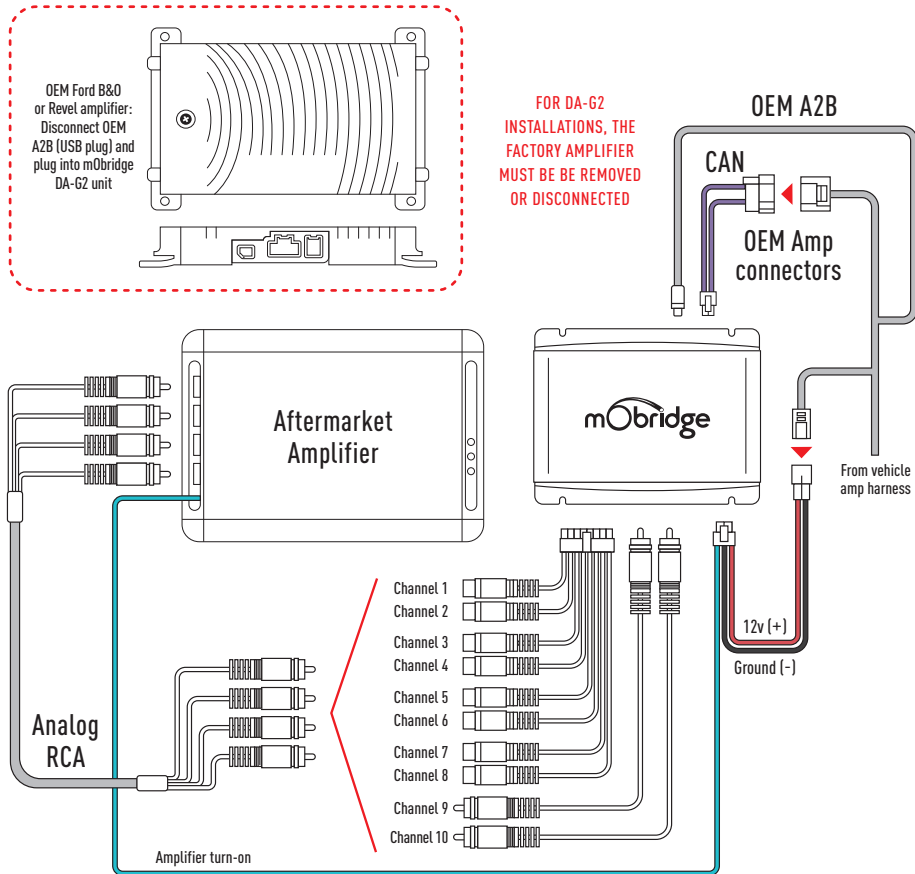 OEM Ford B&O
or Revel amplifier:
Disconnect OEM
A2B (USB plug) and
plug into mObridge
DA-G2 unit
FOR DA-G2
INSTALLATIONS, THE
FACTORY AMPLIFIER
MUST BE BE REMOVED
OR DISCONNECTED
OEM A2B
CAN
OEM Amp
connectors
Aftermarket
Amplifier
mObridge
From vehicle
amp harness
Channel 1
Channel 2
Channel 3
Channel 4
Channel 5
Channel 6
Channel 7
Channel 8
Channel 9
Channel 10
12v (+)
Ground (-)
Analog
RCA
Amplifier turn-on